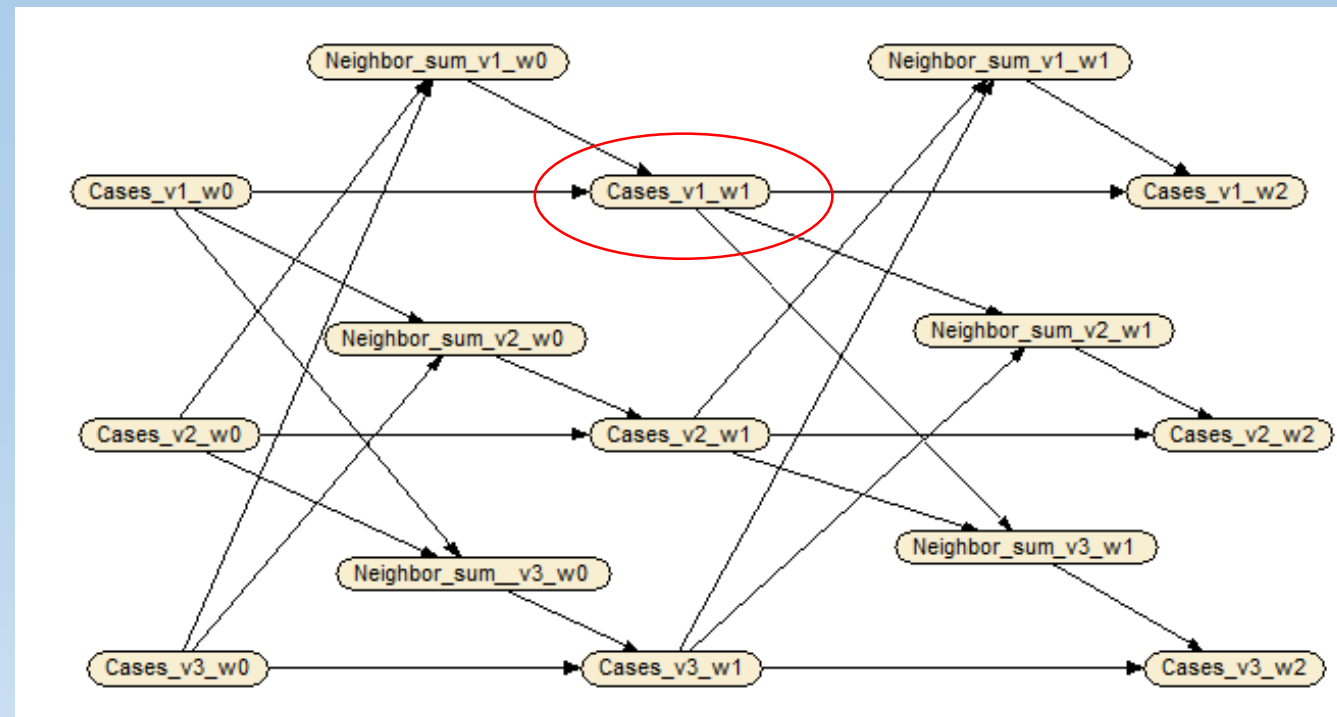 Neighbor_sum_v1_w0
Neighbor_sum_v1_w1
Cases_v1_w0
Cases_v1_w1
Cases_v1_w2
Neighbor_sum_v2_w0
Neighbor_sum_v2_w1
Cases_v2_w0
Cases_v2_w1
Cases_v2_w2
Neighbor_sum__v3_w0
Neighbor_sum_v3_w1
Cases_v3_w0
Cases_v3_w1
Cases_v3_w2